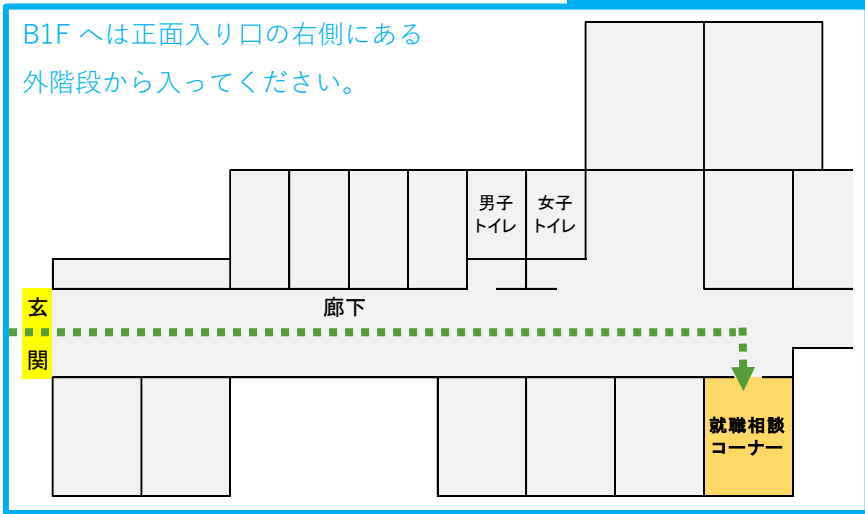 B1F へは正面入り口の右側にある
外階段から入ってください。
男子
トイレ
女子
トイレ
玄
関
廊下
就職相談
コーナー